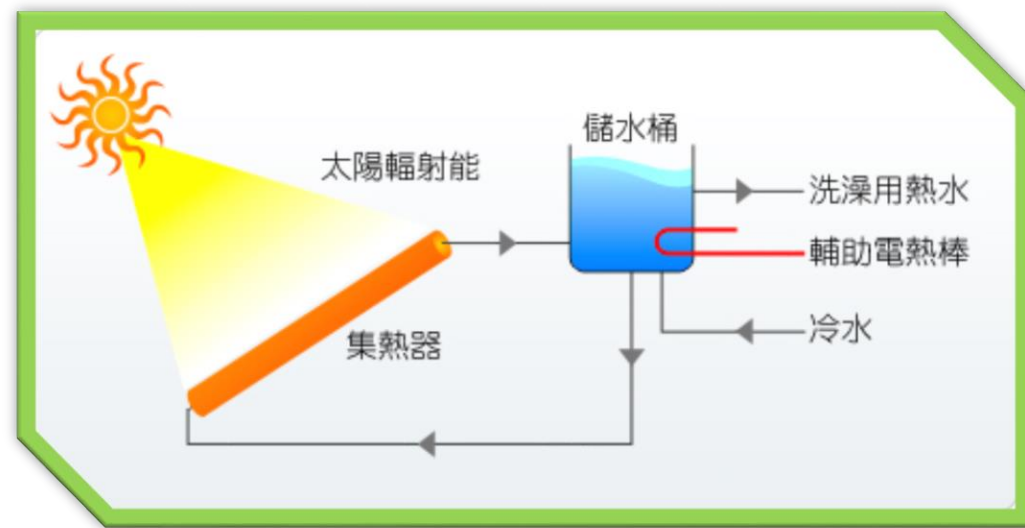 儲水桶
太陽輻射能
洗澡用熱水
輔助電熱棒
集熱器
冷水